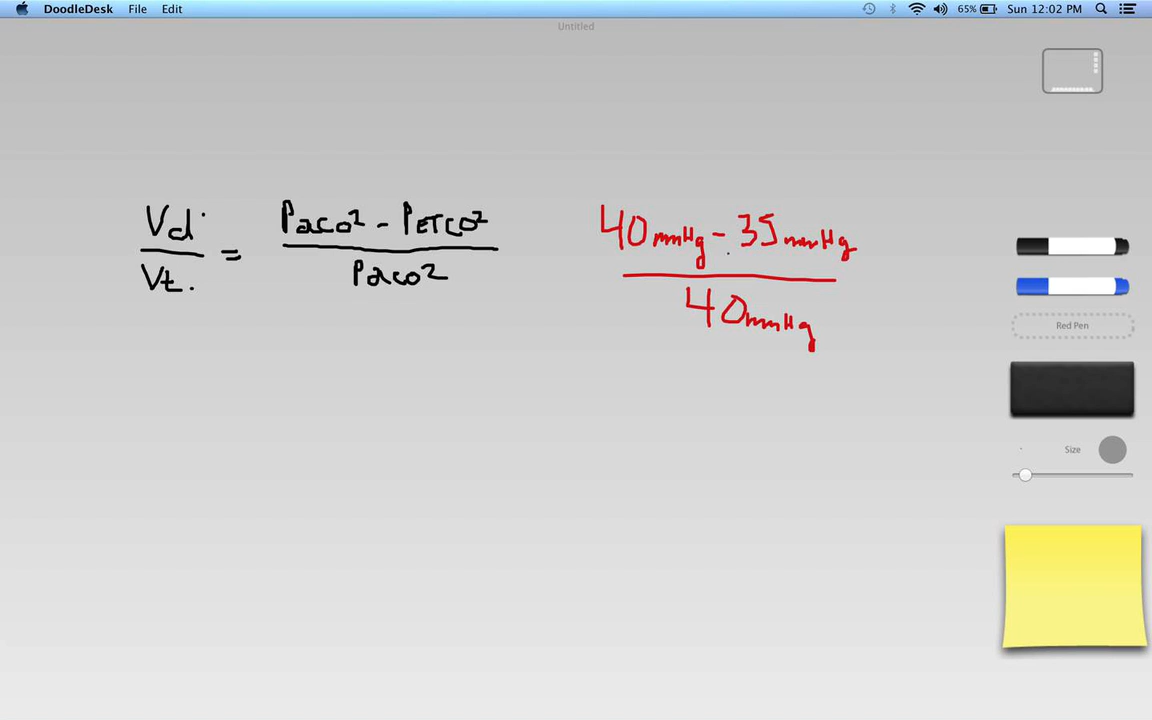 DoodleDesk File Edit 65% Sun 12:02 PM
Untitled
Vd = Paco² - PETCO² 40mmHg - 35mmHg
Vt. Paco² 40mmHg
Red Pen
Size